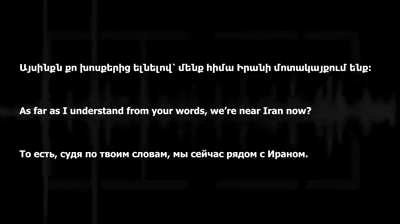 Այսինքն քո խոսքերից ելնելով՝ մենք հիմա Իրանի մոտակայքում ենք:
As far as I understand from your words, we're near Iran now?
То есть, судя по твоим словам, мы сейчас рядом с Ираном.